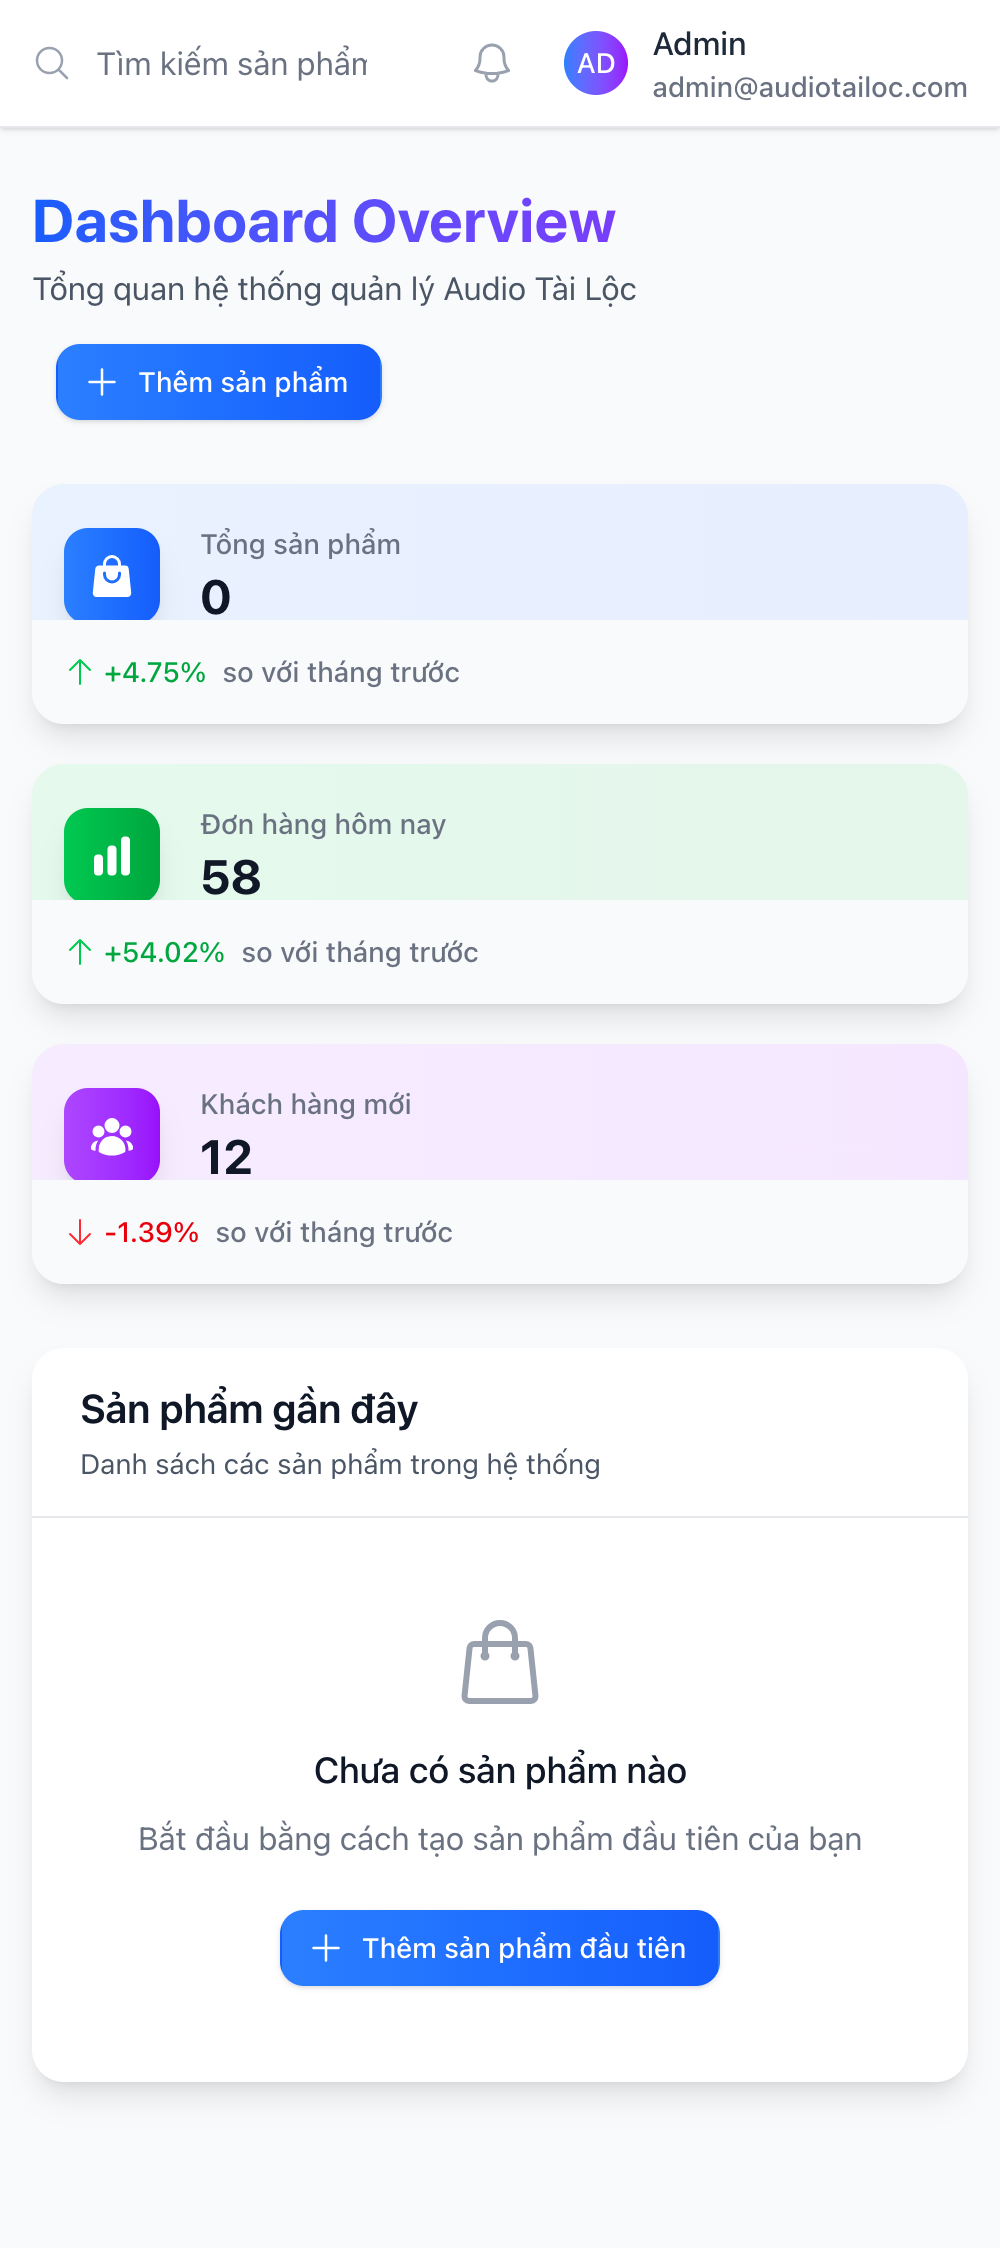 Tìm kiếm sản phẩm
AD
Admin
admin@audiotailoc.com
Dashboard Overview
Tổng quan hệ thống quản lý Audio Tài Lộc
Thêm sản phẩm
Tổng sản phẩm
0
+4.75% so với tháng trước
Đơn hàng hôm nay
58
+54.02% so với tháng trước
Khách hàng mới
12
-1.39% so với tháng trước
Sản phẩm gần đây
Danh sách các sản phẩm trong hệ thống
Chưa có sản phẩm nào
Bắt đầu bằng cách tạo sản phẩm đầu tiên của bạn
Thêm sản phẩm đầu tiên